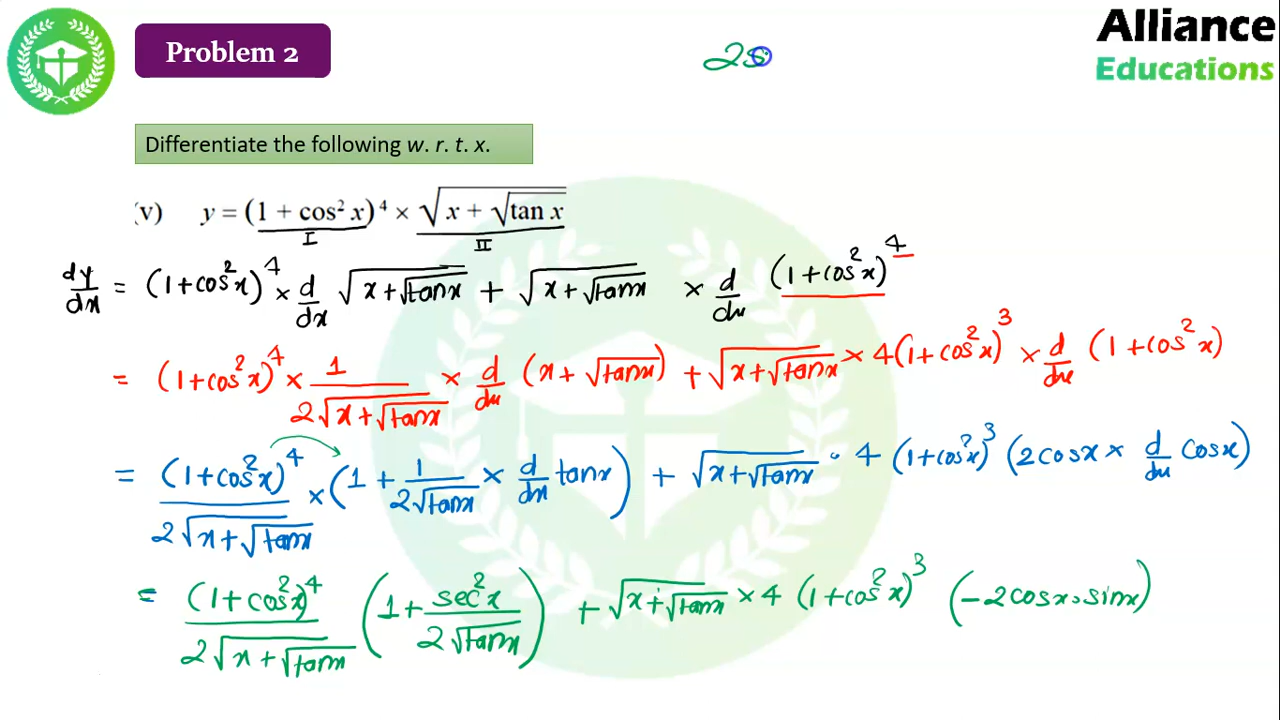 Problem 2
2s
Alliance
Educations
Differentiate the following w. r. t. x.
(v) y = (1 + cos² x)⁴ × √(x + √(tan x))
I II
dy/dx = (1+cos²x)⁴ × d/dx √(x+√(tanx)) + √(x+√(tanx)) × d/dx (1+cos²x)⁴
= (1+cos²x)⁴ × 1/(2√(x+√(tanx))) × d/dx (x+√(tanx)) + √(x+√(tanx)) × 4(1+cos²x)³ × d/dx (1+cos²x)
= (1+cos²x)⁴/(2√(x+√(tanx))) × (1 + 1/(2√(tanx)) × d/dx tanx) + √(x+√(tanx)) · 4 (1+cos²x)³ (2cosx × d/dx cosx)
= (1+cos²x)⁴/(2√(x+√(tanx))) (1 + sec²x/(2√(tanx))) + √(x+√(tanx)) × 4 (1+cos²x)³ (-2cosx·sinx)